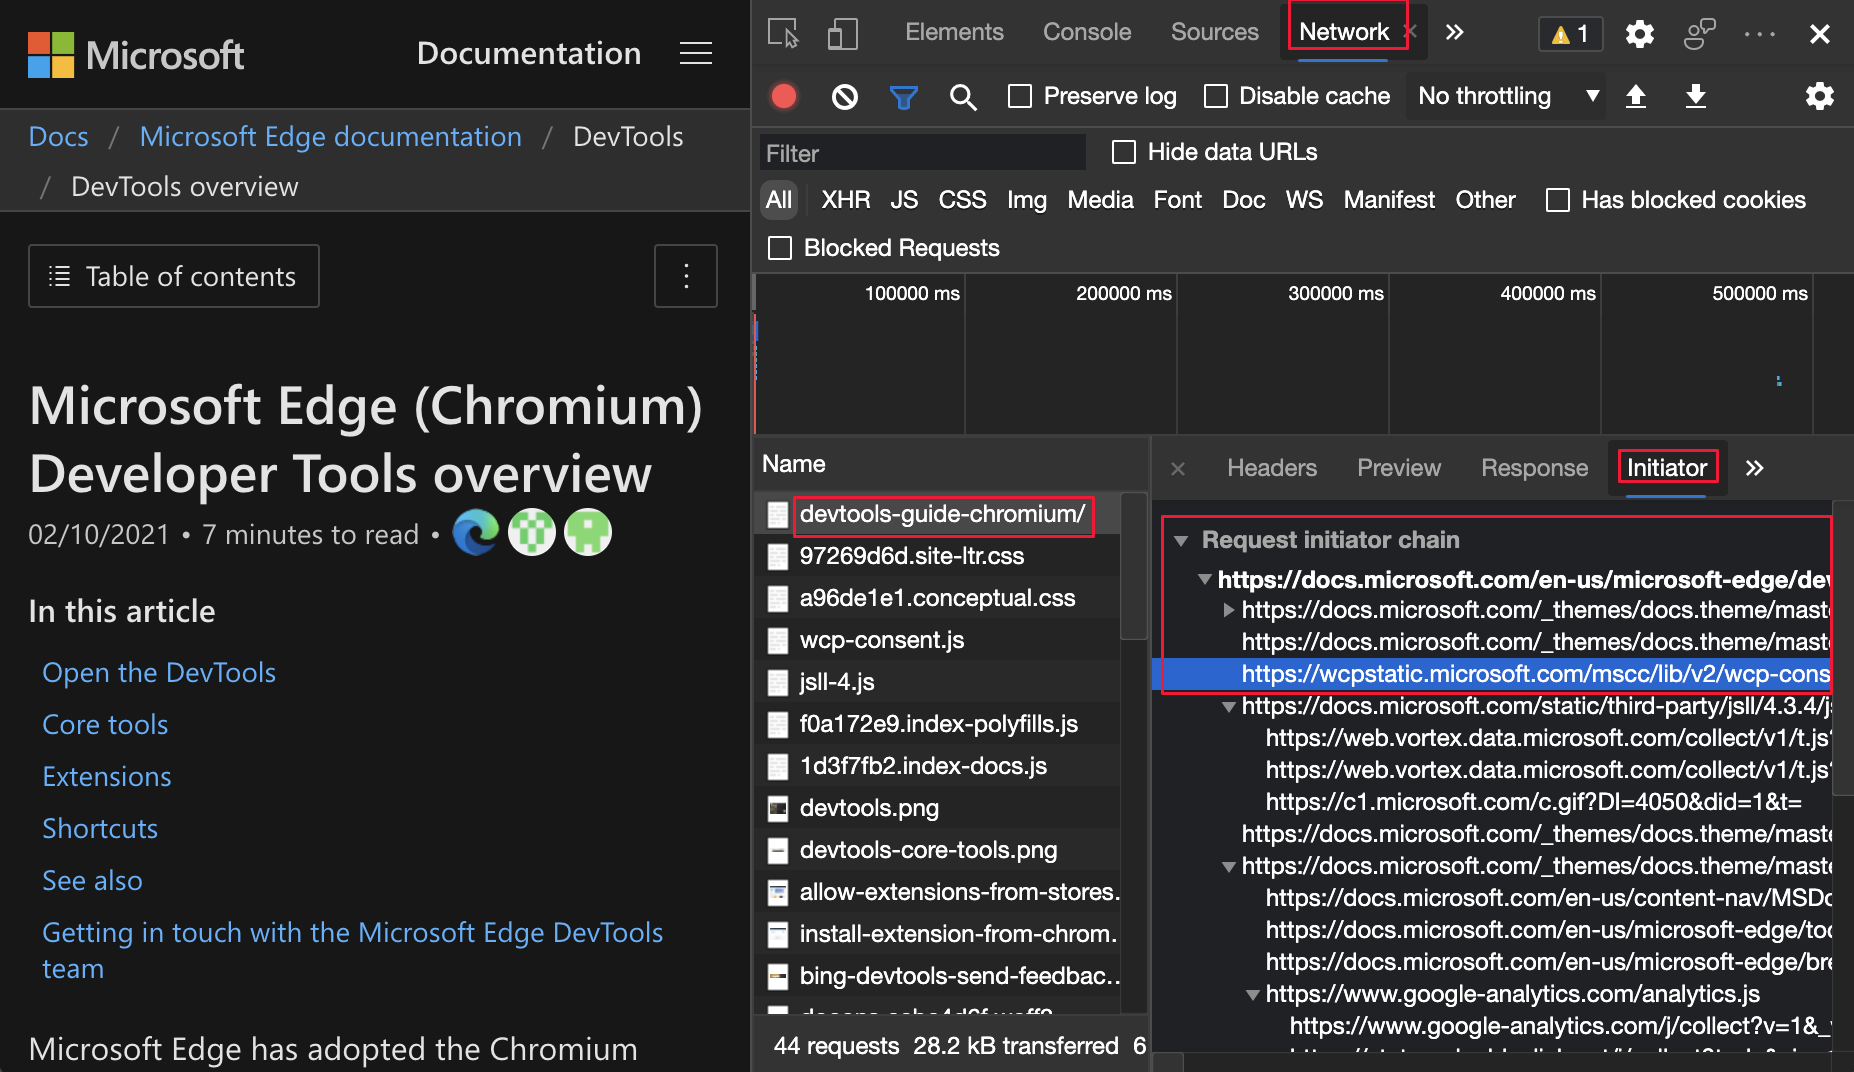 Microsoft
Documentation
Docs / Microsoft Edge documentation / DevTools
/ DevTools overview
Table of contents
Microsoft Edge (Chromium)
Developer Tools overview
02/10/2021 • 7 minutes to read •
In this article
Open the DevTools
Core tools
Extensions
Shortcuts
See also
Getting in touch with the Microsoft Edge DevTools
team
Microsoft Edge has adopted the Chromium
Elements Console Sources Network 1
Preserve log Disable cache No throttling
Filter Hide data URLs
All XHR JS CSS Img Media Font Doc WS Manifest Other Has blocked cookies
Blocked Requests
100000 ms 200000 ms 300000 ms 400000 ms 500000 ms
Name
devtools-guide-chromium/
97269d6d.site-ltr.css
a96de1e1.conceptual.css
wcp-consent.js
jsll-4.js
f0a172e9.index-polyfills.js
1d3f7fb2.index-docs.js
devtools.png
devtools-core-tools.png
allow-extensions-from-stores.
install-extension-from-chrom.
bing-devtools-send-feedbac..
44 requests 28.2 kB transferred 6
Headers Preview Response Initiator
Request initiator chain
https://docs.microsoft.com/en-us/microsoft-edge/dev
https://docs.microsoft.com/_themes/docs.theme/maste
https://docs.microsoft.com/_themes/docs.theme/maste
https://wcpstatic.microsoft.com/mscc/lib/v2/wcp-cons
https://docs.microsoft.com/static/third-party/jsll/4.3.4/js
https://web.vortex.data.microsoft.com/collect/v1/t.js?
https://web.vortex.data.microsoft.com/collect/v1/t.js?
https://c1.microsoft.com/c.gif?DI=4050&did=1&t=
https://docs.microsoft.com/_themes/docs.theme/maste
https://docs.microsoft.com/_themes/docs.theme/maste
https://docs.microsoft.com/en-us/content-nav/MSDo
https://docs.microsoft.com/en-us/microsoft-edge/toc
https://docs.microsoft.com/en-us/microsoft-edge/bre
https://www.google-analytics.com/analytics.js
https://www.google-analytics.com/j/collect?v=1&_v